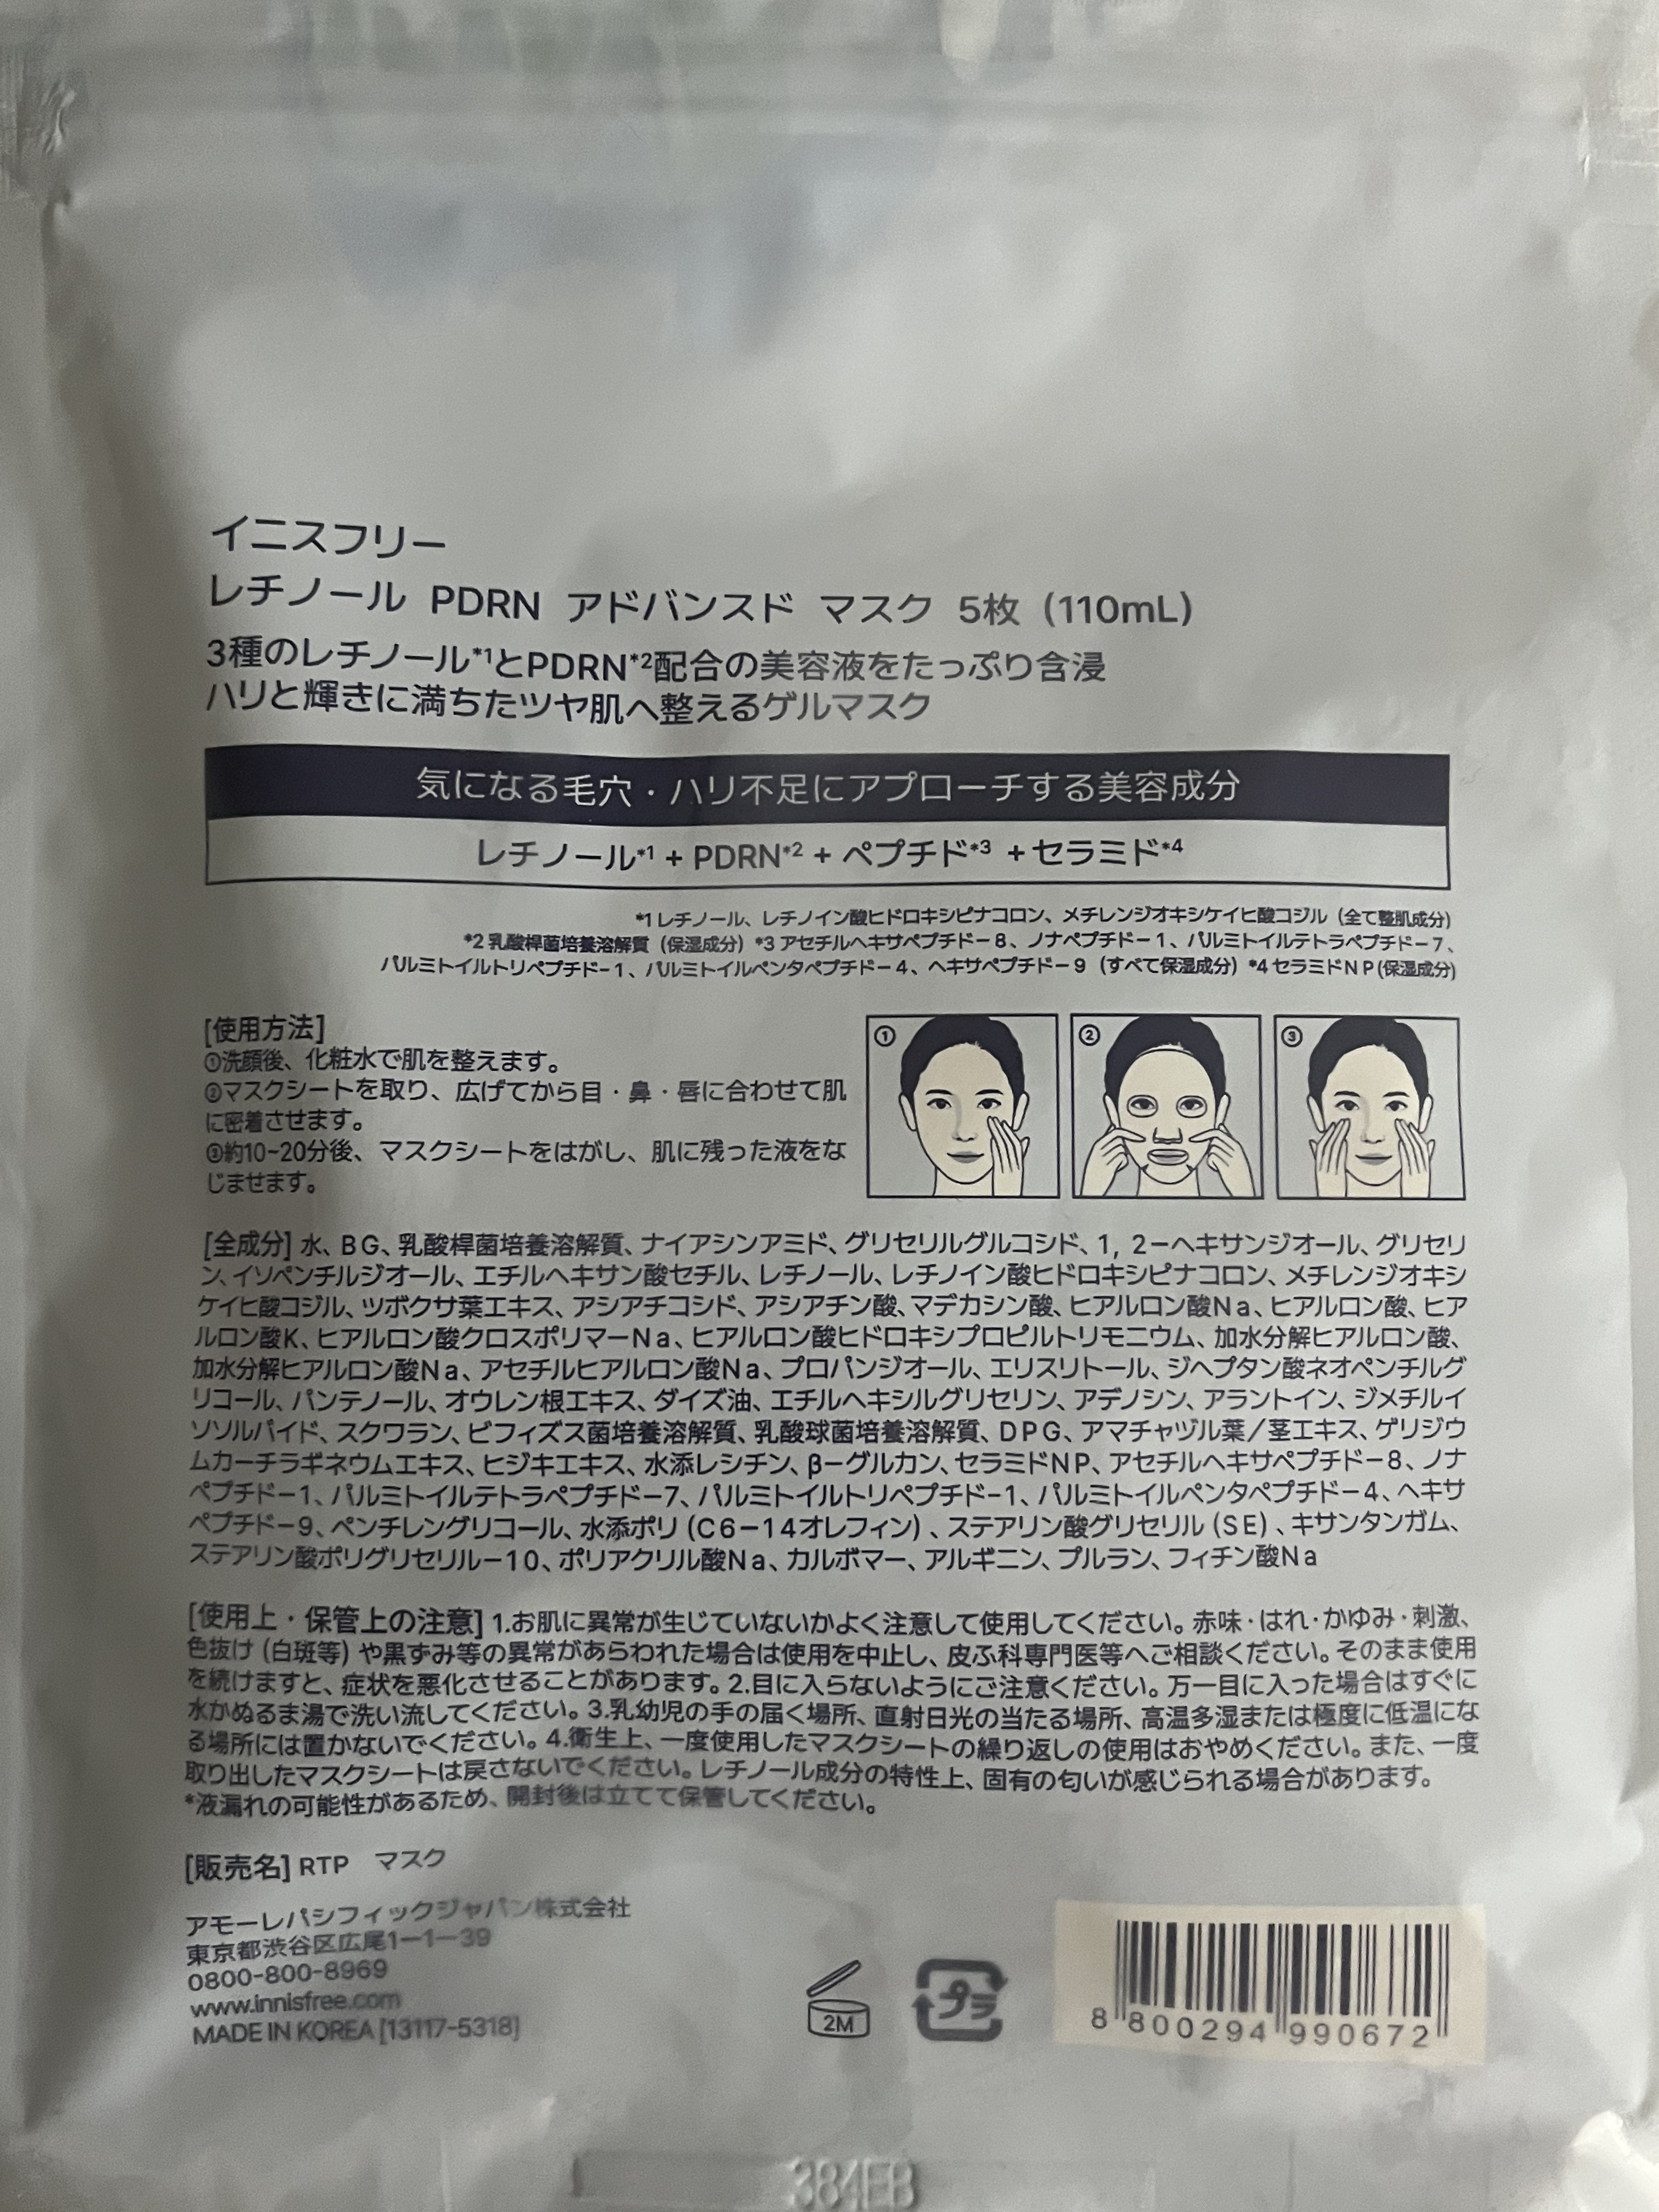 イニスフリー
レチノール PDRN アドバンスド マスク 5枚 (110mL)
3種のレチノール*1とPDRN*2配合の美容液をたっぷり含浸
ハリと輝きに満ちたツヤ肌へ整えるゲルマスク
気になる毛穴・ハリ不足にアプローチする美容成分
レチノール*1 + PDRN*2 + ペプチド*3 + セラミド*4
*1 レチノール、レチノイン酸ヒドロキシピナコロン、メチレンジオキシケイヒ酸コジル（全て整肌成分）
*2 乳酸桿菌培養溶解質（保湿成分）*3 アセチルヘキサペプチド－8、ノナペプチド－1、パルミトイルテトラペプチド－7、
パルミトイルトリペプチド－1、パルミトイルペンタペプチド－4、ヘキサペプチド－9（すべて保湿成分）*4 セラミドNP(保湿成分)
[使用方法]
①洗顔後、化粧水で肌を整えます。
②マスクシートを取り、広げてから目・鼻・唇に合わせて肌
に密着させます。
③約10~20分後、マスクシートをはがし、肌に残った液をな
じませます。
① ② ③
[全成分] 水、BG、乳酸桿菌培養溶解質、ナイアシンアミド、グリセリルグルコシド、1, 2－ヘキサンジオール、グリセリ
ン、イソペンチルジオール、エチルヘキサン酸セチル、レチノール、レチノイン酸ヒドロキシピナコロン、メチレンジオキシ
ケイヒ酸コジル、ツボクサ葉エキス、アシアチコシド、アシアチン酸、マデカシン酸、ヒアルロン酸Na、ヒアルロン酸、ヒア
ルロン酸K、ヒアルロン酸クロスポリマーNa、ヒアルロン酸ヒドロキシプロピルトリモニウム、加水分解ヒアルロン酸、
加水分解ヒアルロン酸Na、アセチルヒアルロン酸Na、プロパンジオール、エリスリトール、ジヘプタン酸ネオペンチルグ
リコール、パンテノール、オウレン根エキス、ダイズ油、エチルヘキシルグリセリン、アデノシン、アラントイン、ジメチルイ
ソソルバイド、スクワラン、ビフィズス菌培養溶解質、乳酸球菌培養溶解質、DPG、アマチャヅル葉／茎エキス、ゲリジウ
ムカーチラギネウムエキス、ヒジキエキス、水添レシチン、β－グルカン、セラミドNP、アセチルヘキサペプチド－8、ノナ
ペプチド－1、パルミトイルテトラペプチド－7、パルミトイルトリペプチド－1、パルミトイルペンタペプチド－4、ヘキサ
ペプチド－9、ペンチレングリコール、水添ポリ(C6－14オレフィン)、ステアリン酸グリセリル(SE)、キサンタンガム、
ステアリン酸ポリグリセリル－10、ポリアクリル酸Na、カルボマー、アルギニン、プルラン、フィチン酸Na
[使用上・保管上の注意] 1.お肌に異常が生じていないかよく注意して使用してください。赤味・はれ・かゆみ・刺激、
色抜け (白斑等) や黒ずみ等の異常があらわれた場合は使用を中止し、皮ふ科専門医等へご相談ください。そのまま使用
を続けますと、症状を悪化させることがあります。2.目に入らないようにご注意ください。万一目に入った場合はすぐに
水かぬるま湯で洗い流してください。3.乳幼児の手の届く場所、直射日光の当たる場所、高温多湿または極度に低温にな
る場所には置かないでください。4.衛生上、一度使用したマスクシートの繰り返しの使用はおやめください。また、一度
取り出したマスクシートは戻さないでください。レチノール成分の特性上、固有の匂いが感じられる場合があります。
*液漏れの可能性があるため、開封後は立てて保管してください。
[販売名] RTP マスク
アモーレパシフィックジャパン株式会社
東京都渋谷区広尾1－1－39
0800-800-8969
www.innisfree.com
MADE IN KOREA [13117-5318]
2M
プラ
8 800294 990672
384EB